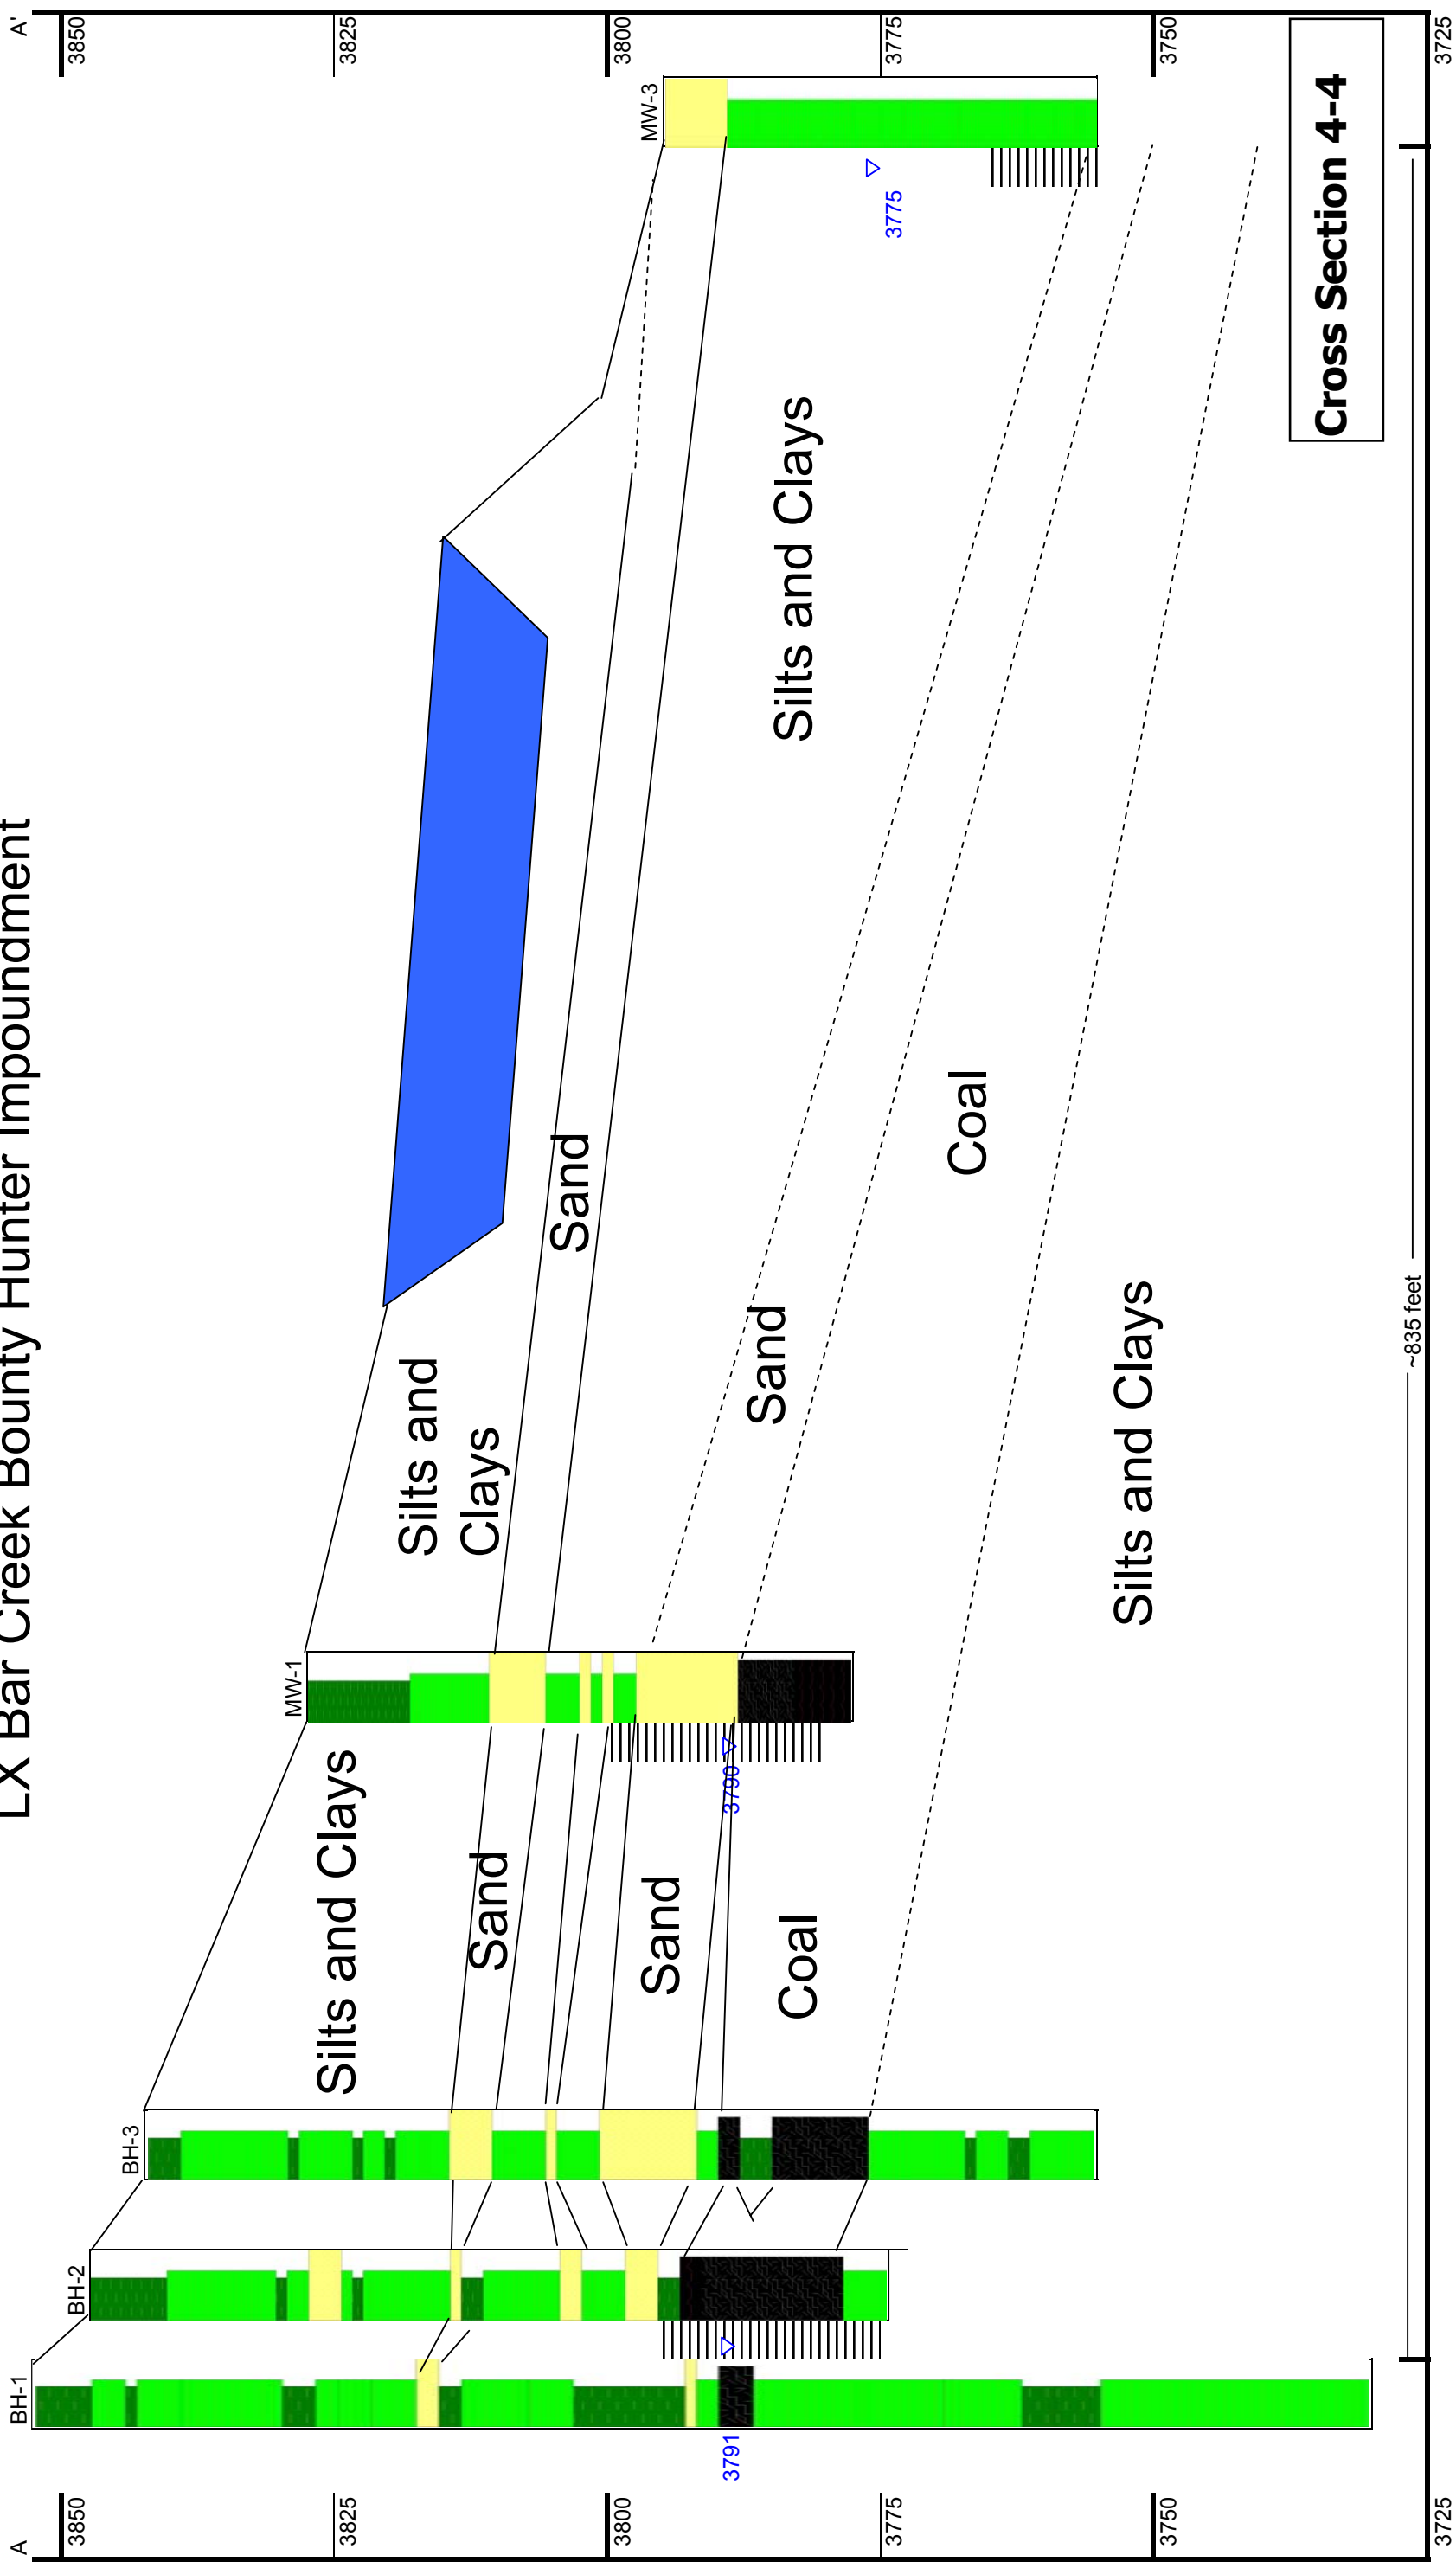 LX Bar Creek Bounty Hunter Impoundment
A
A'
3850
3850
3825
3825
3800
3800
3775
3775
3750
3750
3725
3725
BH-1
BH-2
BH-3
MW-1
MW-3
Silts and Clays
Silts and
Clays
Sand
Sand
Sand
Sand
Coal
Coal
Silts and Clays
Silts and Clays
3791
3790
3775
~835 feet
Cross Section 4-4